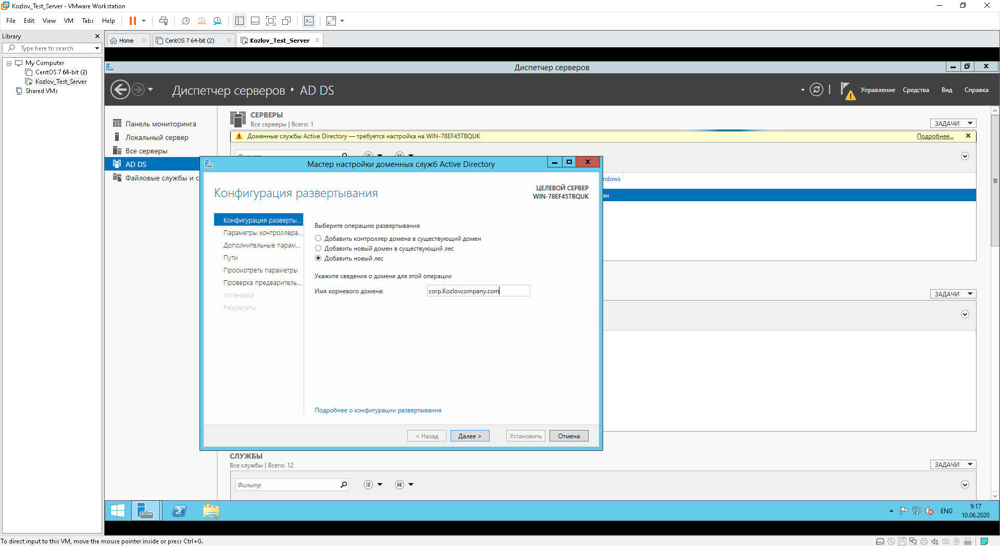 Kozlov_Test_Server - VMware Workstation
File Edit View VM Tabs Help
Library
Type here to search
My Computer
CentOS 7 64-bit (2)
Kozlov_Test_Server
Shared VMs
Home
CentOS 7 64-bit (2)
Kozlov_Test_Server
Диспетчер серверов
Диспетчер серверов ‣ AD DS
Управление Средства Вид Справка
Панель мониторинга
Локальный сервер
Все серверы
AD DS
Файловые службы и
СЕРВЕРЫ
Все серверы | Всего: 1
ЗАДАЧИ
Доменные службы Active Directory — требуется настройка на WIN-78EF45TBQUK
Подробнее...
Фильтр
ndows
ан
Мастер настройки доменных служб Active Directory
Конфигурация развертывания
ЦЕЛЕВОЙ СЕРВЕР
WIN-78EF45TBQUK
Конфигурация разверты...
Параметры контроллера...
Дополнительные парам...
Пути
Просмотреть параметры
Проверка предваритель...
Установка
Результаты
Выберите операцию развертывания
Добавить контроллер домена в существующий домен
Добавить новый домен в существующий лес
Добавить новый лес
Укажите сведения о домене для этой операции
Имя корневого домена:
corp.Kozlovcompany.com
Подробнее о конфигурации развертывания
< Назад
Далее >
Установить
Отмена
ЗАДАЧИ
СЛУЖБЫ
Все службы | Всего: 12
ЗАДАЧИ
Фильтр
ENG
9:17
10.06.2020
To direct input to this VM, move the mouse pointer inside or press Ctrl+G.